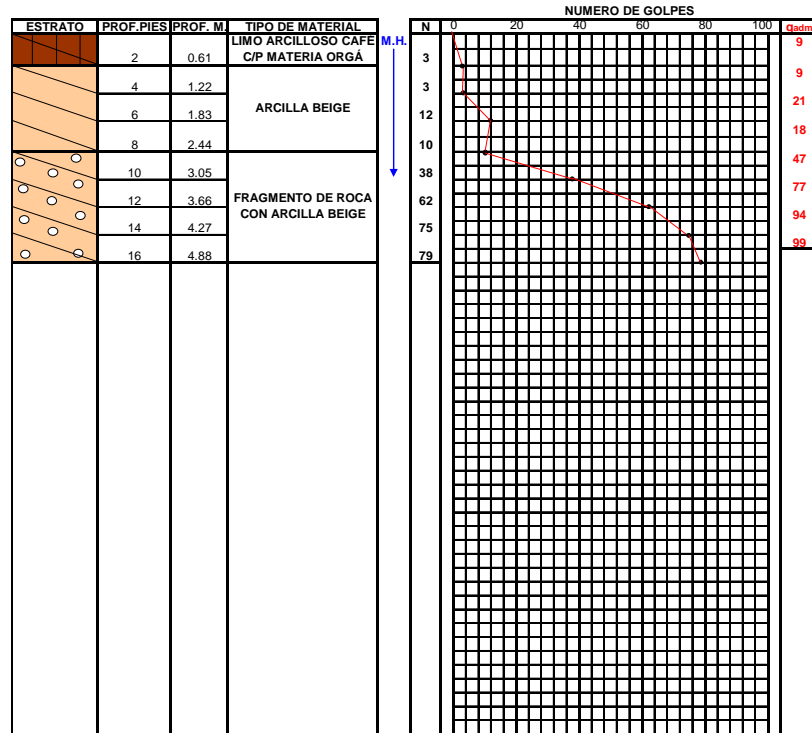 NUMERO DE GOLPES
ESTRATO PROF.PIES PROF. M. TIPO DE MATERIAL N 0 20 40 60 80 100 qadm
LIMO ARCILLOSO CAFE M.H. 9
2 0.61 C/P MATERIA ORGÁ 3
4 1.22 3 9
ARCILLA BEIGE 21
6 1.83 12
18
8 2.44 10
47
10 3.05 38
77
12 3.66 FRAGMENTO DE ROCA 62
CON ARCILLA BEIGE 94
14 4.27 75
99
16 4.88 79